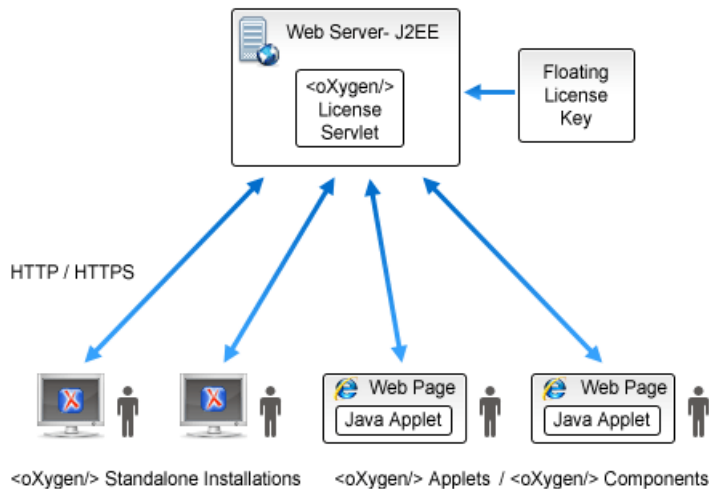 Web Server- J2EE
<oXygen/>
License
Servlet
Floating
License
Key
HTTP / HTTPS
Web Page
Java Applet
Web Page
Java Applet
<oXygen/> Standalone Installations
<oXygen/> Applets / <oXygen/> Components